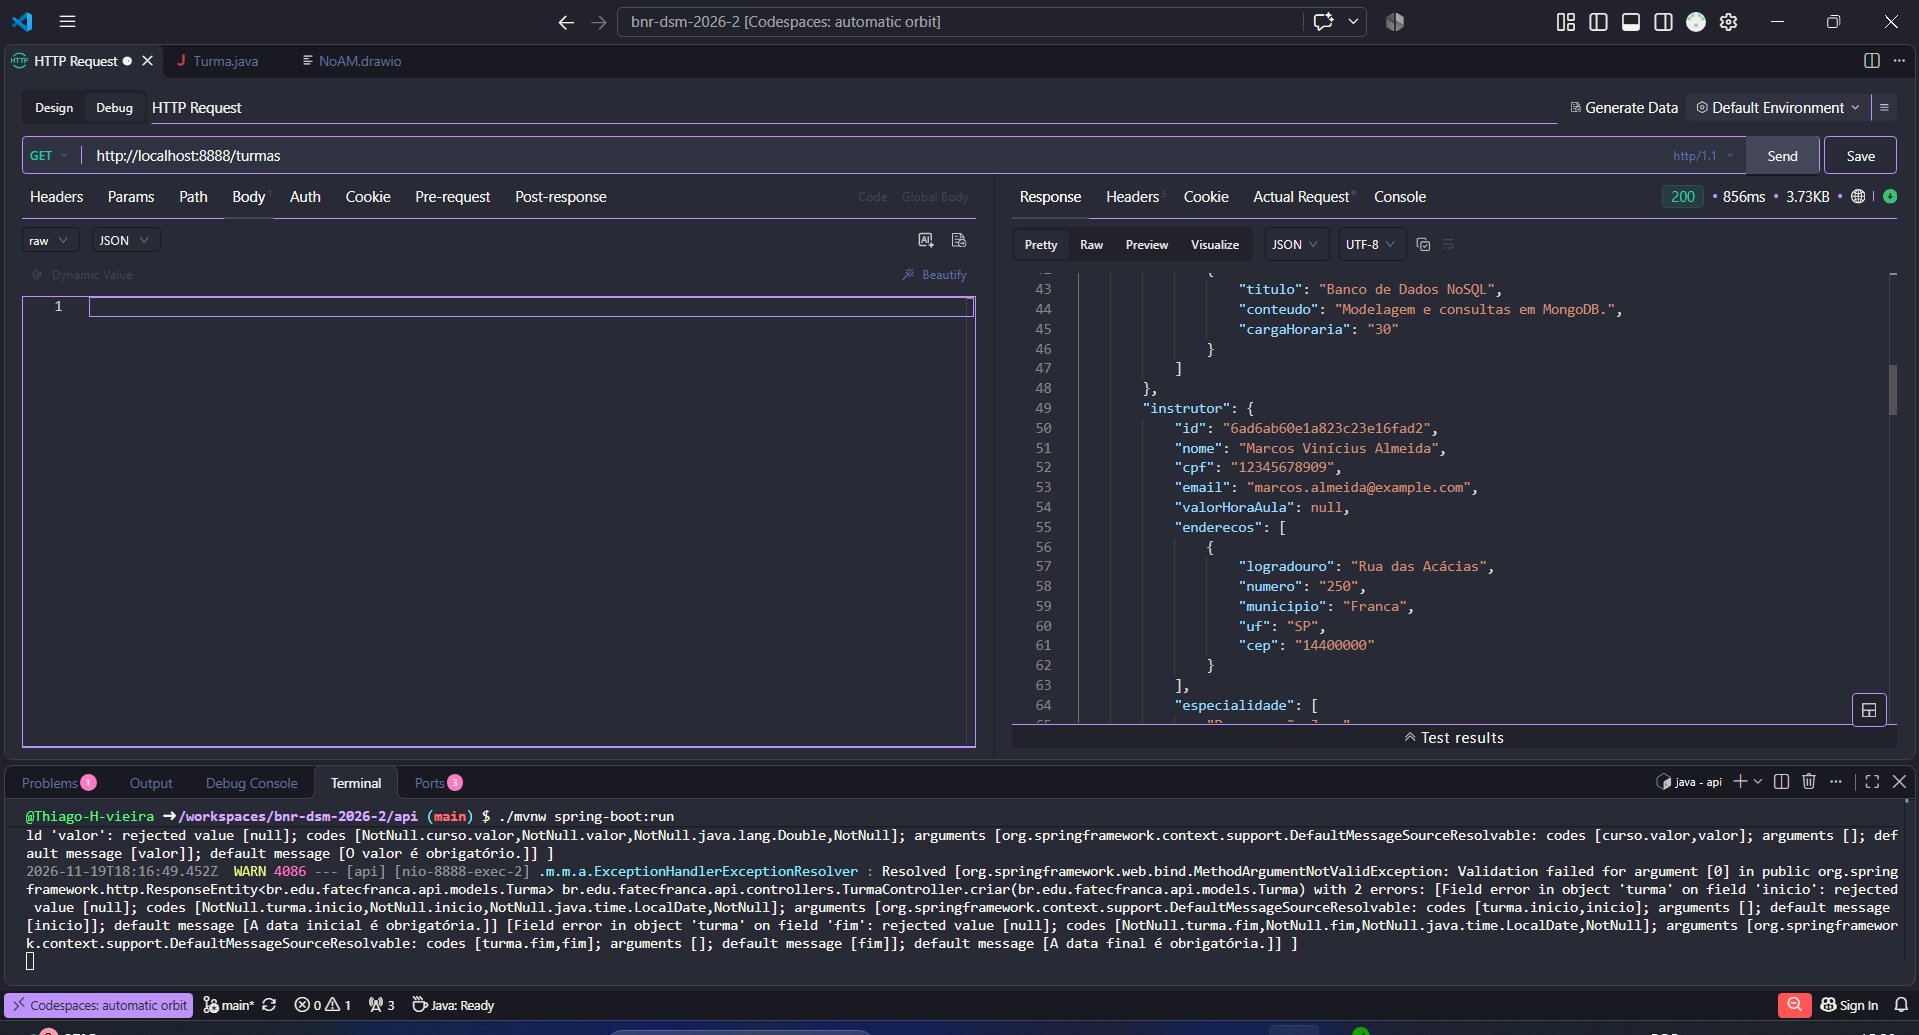 bnr-dsm-2026-2 [Codespaces: automatic orbit]
HTTP Request
Turma.java
NoAM.drawio
Design
Debug
HTTP Request
Generate Data
Default Environment
GET
http://localhost:8888/turmas
http/1.1
Send
Save
Headers
Params
Path
Body 1
Auth
Cookie
Pre-request
Post-response
Code
Global Body
Response
Headers 5
Cookie
Actual Request
Console
200 • 856ms • 3.73KB
raw
JSON
Pretty
Raw
Preview
Visualize
JSON
UTF-8
Dynamic Value
Beautify
1
42 {
43 "titulo": "Banco de Dados NoSQL",
44 "conteudo": "Modelagem e consultas em MongoDB.",
45 "cargaHoraria": "30"
46 }
47 ]
48 },
49 "instrutor": {
50 "id": "6ad6ab60e1a823c23e16fad2",
51 "nome": "Marcos Vinícius Almeida",
52 "cpf": "12345678909",
53 "email": "marcos.almeida@example.com",
54 "valorHoraAula": null,
55 "enderecos": [
56 {
57 "logradouro": "Rua das Acácias",
58 "numero": "250",
59 "municipio": "Franca",
60 "uf": "SP",
61 "cep": "14400000"
62 }
63 ],
64 "especialidade": [
65
Test results
Problems 1
Output
Debug Console
Terminal
Ports 3
java - api
@Thiago-H-vieira ➜/workspaces/bnr-dsm-2026-2/api (main) $ ./mvnw spring-boot:run
ld 'valor': rejected value [null]; codes [NotNull.curso.valor,NotNull.valor,NotNull.java.lang.Double,NotNull]; arguments [org.springframework.context.support.DefaultMessageSourceResolvable: codes [curso.valor,valor]; arguments []; def
ault message [valor]]; default message [O valor é obrigatório.]] ]
2026-11-19T18:16:49.452Z  WARN 4086 --- [api] [nio-8888-exec-2] .m.m.a.ExceptionHandlerExceptionResolver : Resolved [org.springframework.web.bind.MethodArgumentNotValidException: Validation failed for argument [0] in public org.spring
framework.http.ResponseEntity<br.edu.fatecfranca.api.models.Turma> br.edu.fatecfranca.api.controllers.TurmaController.criar(br.edu.fatecfranca.api.models.Turma) with 2 errors: [Field error in object 'turma' on field 'inicio': rejected
value [null]; codes [NotNull.turma.inicio,NotNull.inicio,NotNull.java.time.LocalDate,NotNull]; arguments [org.springframework.context.support.DefaultMessageSourceResolvable: codes [turma.inicio,inicio]; arguments []; default message
[inicio]]; default message [A data inicial é obrigatória.]] [Field error in object 'turma' on field 'fim': rejected value [null]; codes [NotNull.turma.fim,NotNull.fim,NotNull.java.time.LocalDate,NotNull]; arguments [org.springframewor
k.context.support.DefaultMessageSourceResolvable: codes [turma.fim,fim]; arguments []; default message [fim]]; default message [A data final é obrigatória.]] ]
Codespaces: automatic orbit
main*
0
1
3
Java: Ready
Sign In